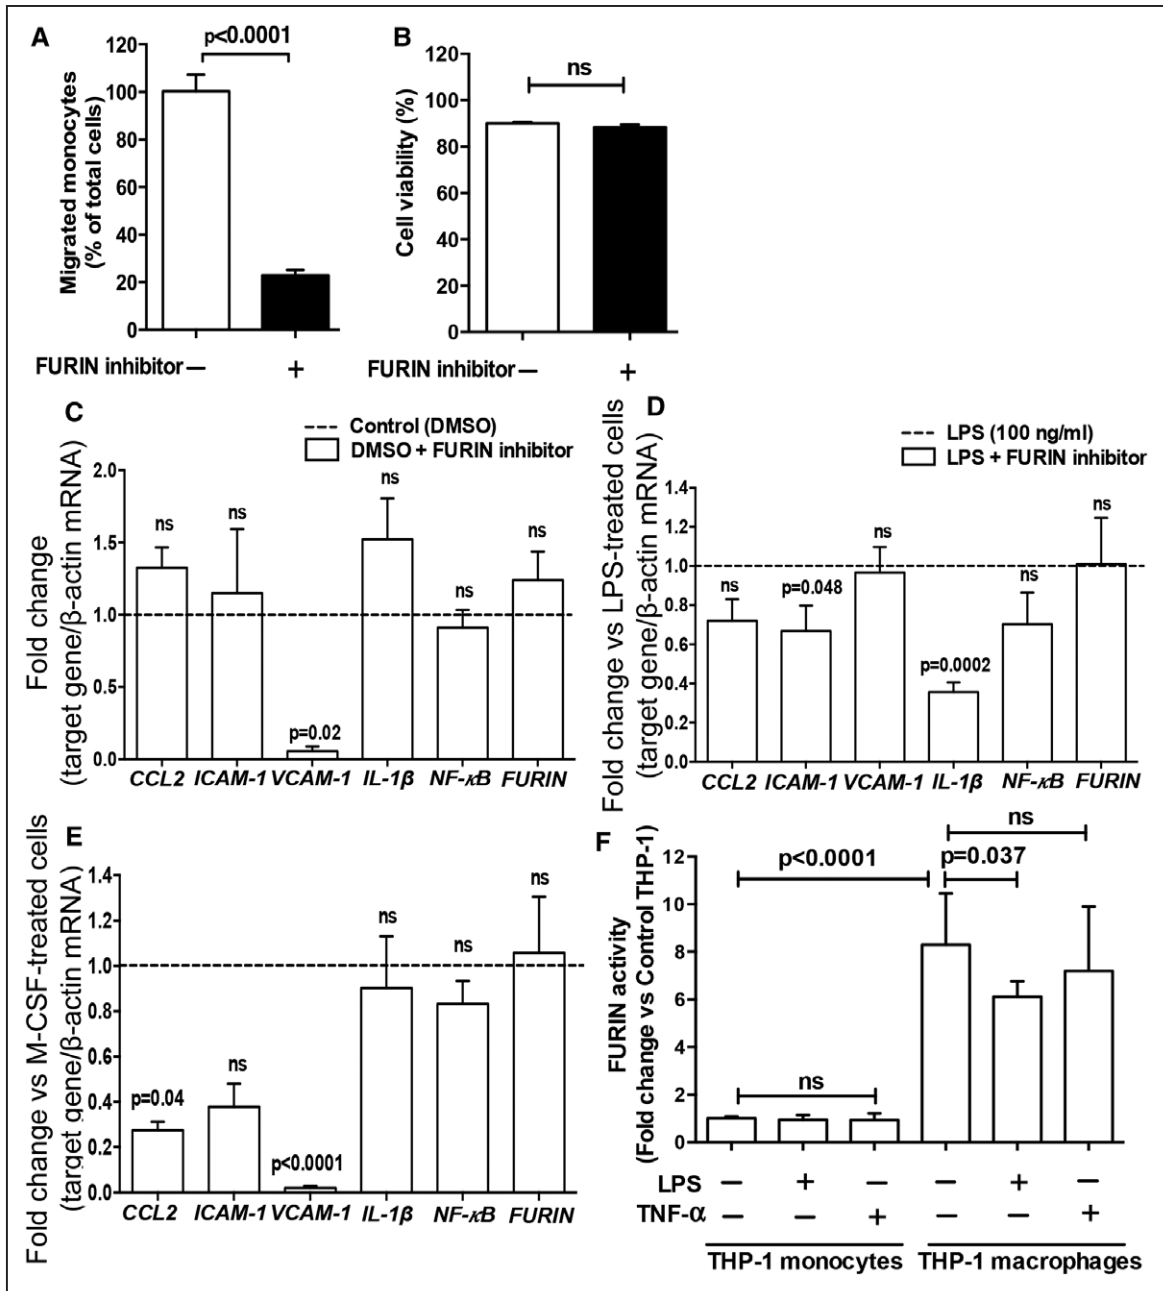 A
p<0.0001
Migrated monocytes
(% of total cells)
120
100
80
60
40
20
0
FURIN inhibitor — +
B
ns
Cell viability (%)
120
100
80
60
40
20
0
FURIN inhibitor — +
C
Control (DMSO)
DMSO + FURIN inhibitor
Fold change
(target gene/β-actin mRNA)
2.0
1.5
1.0
0.5
0.0
ns
ns
p=0.02
ns
ns
ns
CCL2 ICAM-1 VCAM-1 IL-1β NF-κB FURIN
D
LPS (100 ng/ml)
LPS + FURIN inhibitor
Fold change vs LPS-treated cells
(target gene/β-actin mRNA)
1.4
1.2
1.0
0.8
0.6
0.4
0.2
0.0
ns
p=0.048
ns
p=0.0002
ns
ns
CCL2 ICAM-1 VCAM-1 IL-1β NF-κB FURIN
E
Fold change vs M-CSF-treated cells
(target gene/β-actin mRNA)
1.4
1.2
1.0
0.8
0.6
0.4
0.2
0.0
p=0.04
ns
p<0.0001
ns
ns
ns
CCL2 ICAM-1 VCAM-1 IL-1β NF-κB FURIN
F
FURIN activity
(Fold change vs Control THP-1)
12
10
8
6
4
2
0
ns
p<0.0001
p=0.037
ns
LPS — + — — + —
TNF-α — — + — — +
THP-1 monocytes THP-1 macrophages